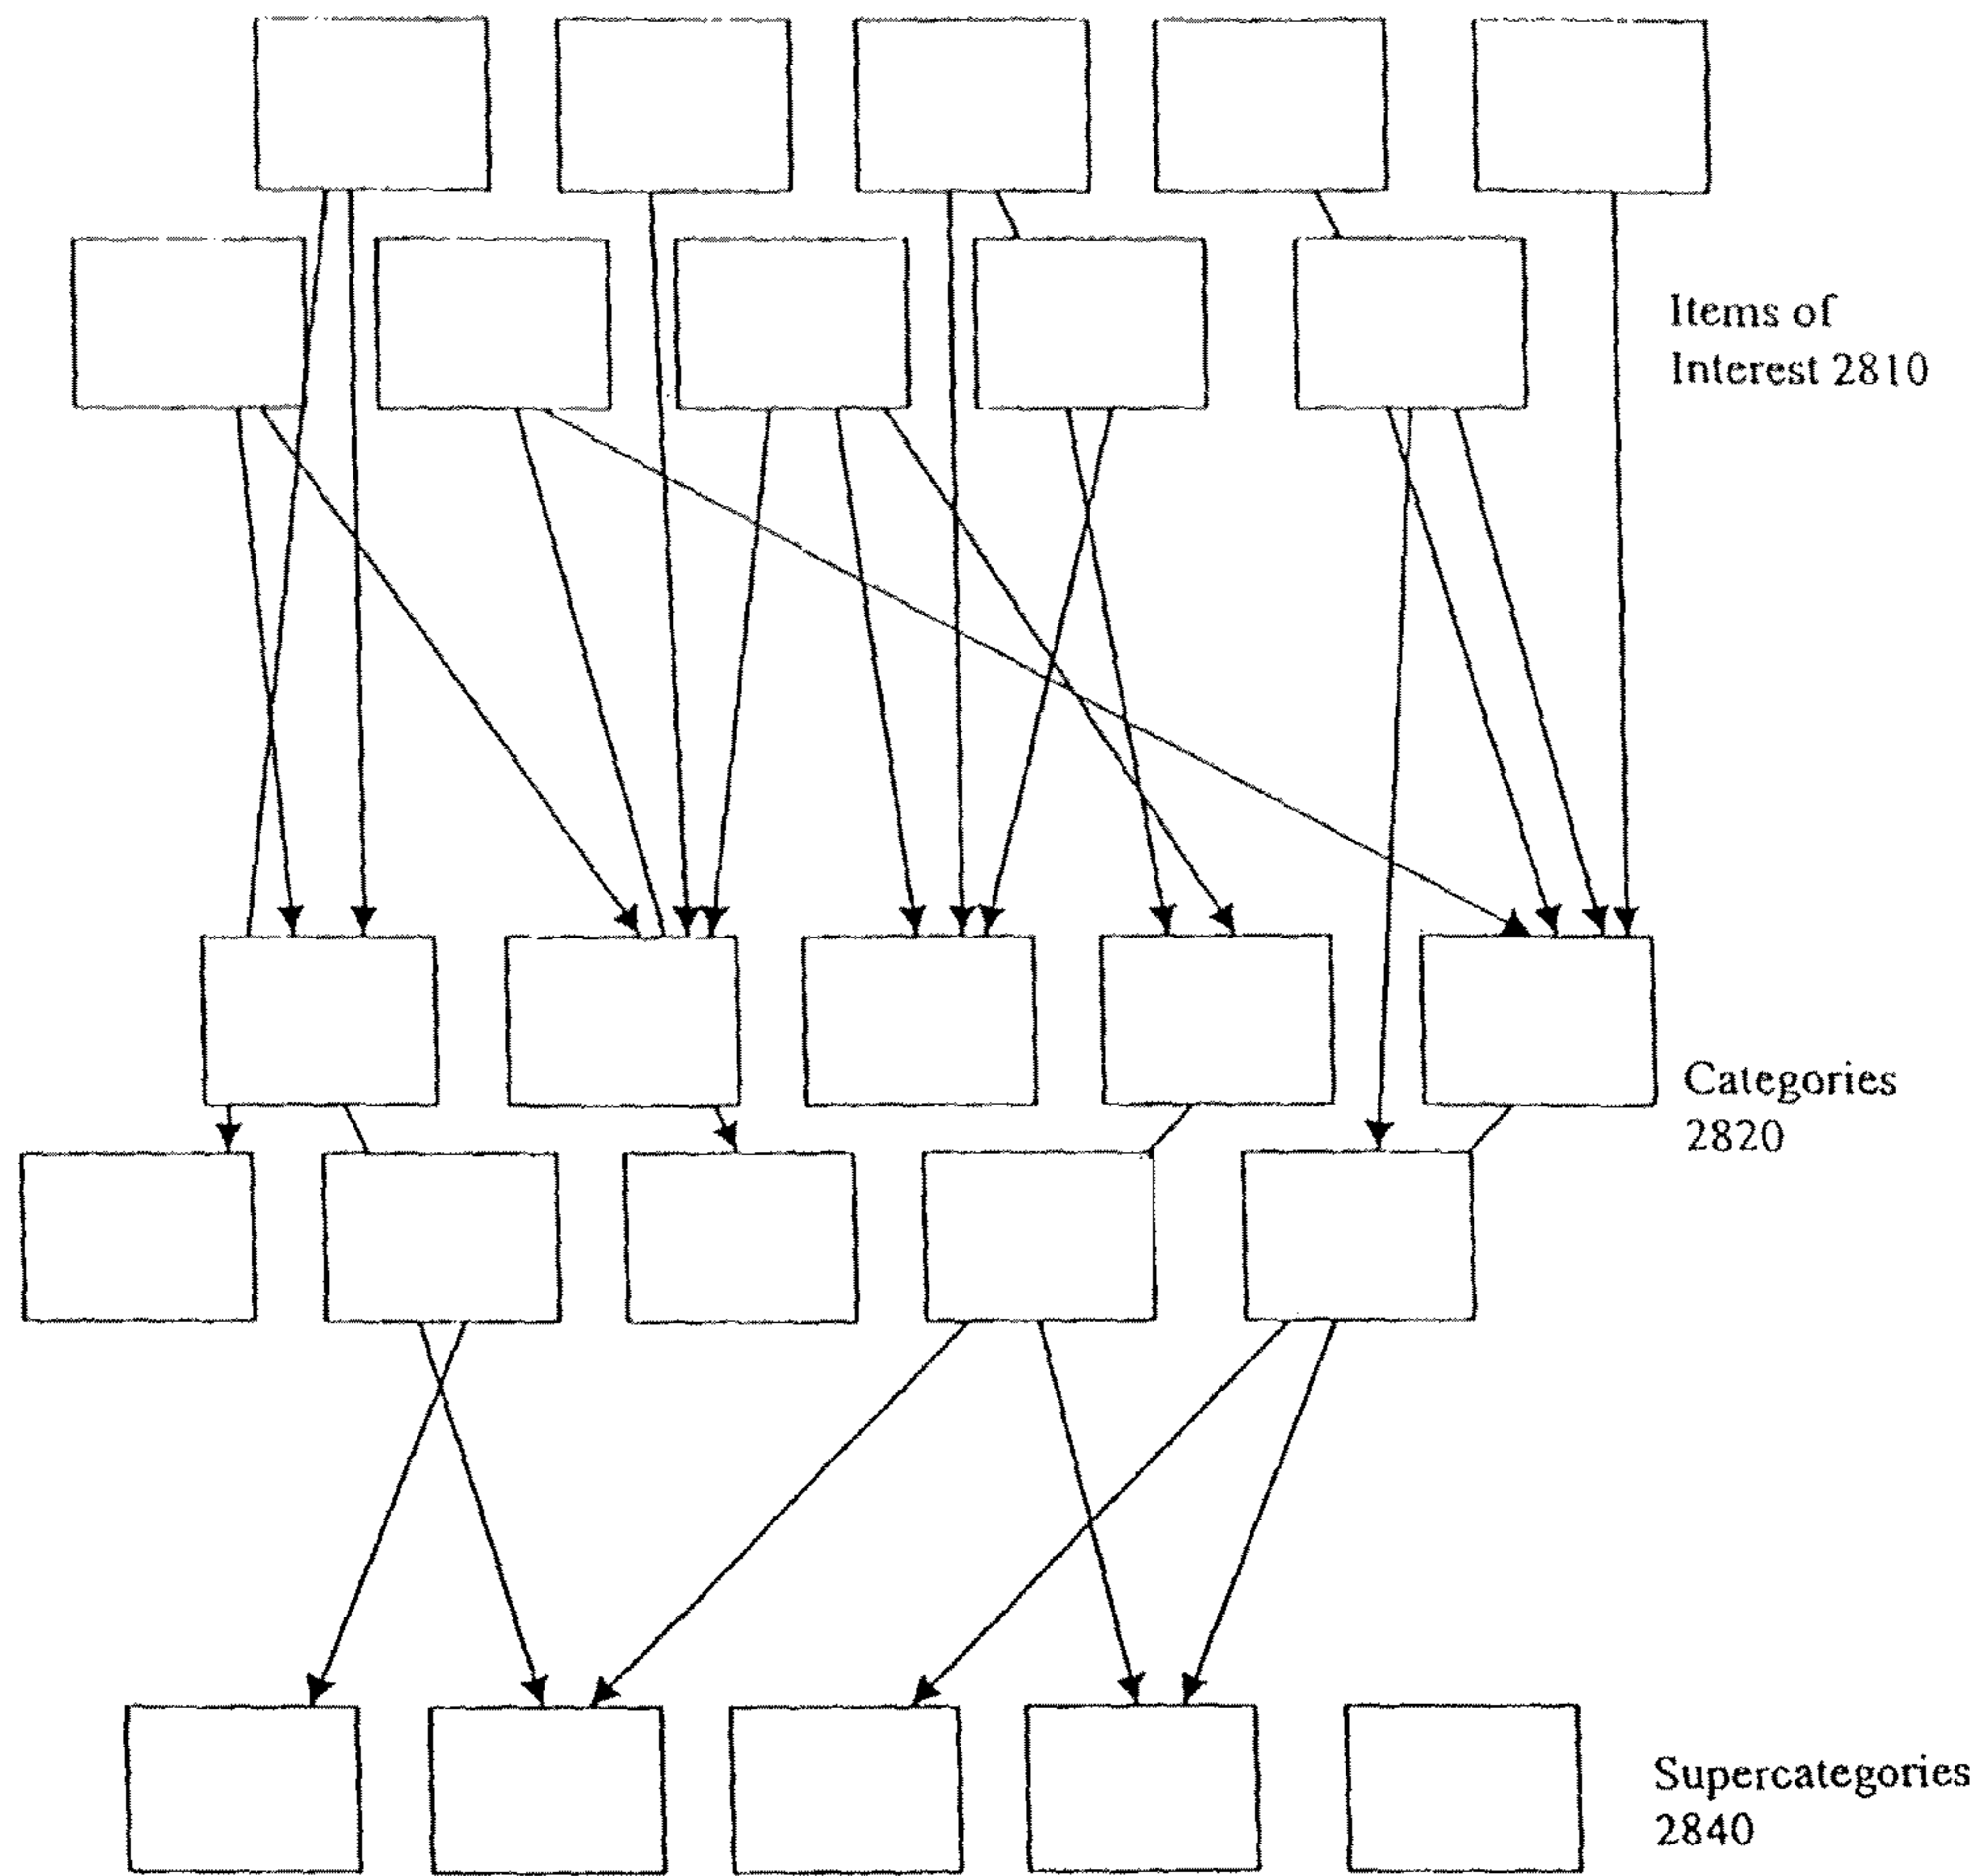 Items of
Interest 2810
Categories
2820
Supercategories
2840